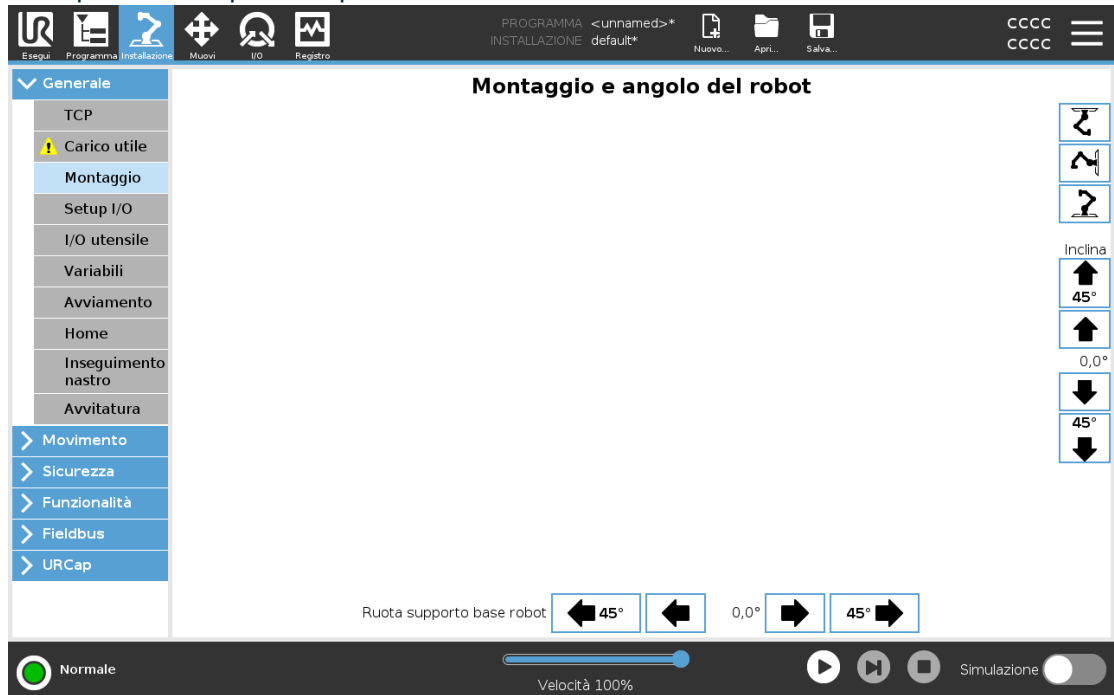 PROGRAMMA <unnamed>*
INSTALLAZIONE default*
CCCC
CCCC
Esegui
Programma
Installazione
Muovi
I/O
Registro
Nuovo...
Apri...
Salva...
Generale
TCP
Carico utile
Montaggio
Setup I/O
I/O utensile
Variabili
Avviamento
Home
Inseguimento
nastro
Avvitatura
Movimento
Sicurezza
Funzionalità
Fieldbus
URCap
Montaggio e angolo del robot
Inclina
45°
0,0°
45°
Ruota supporto base robot 45° 0,0° 45°
Normale
Velocità 100%
Simulazione